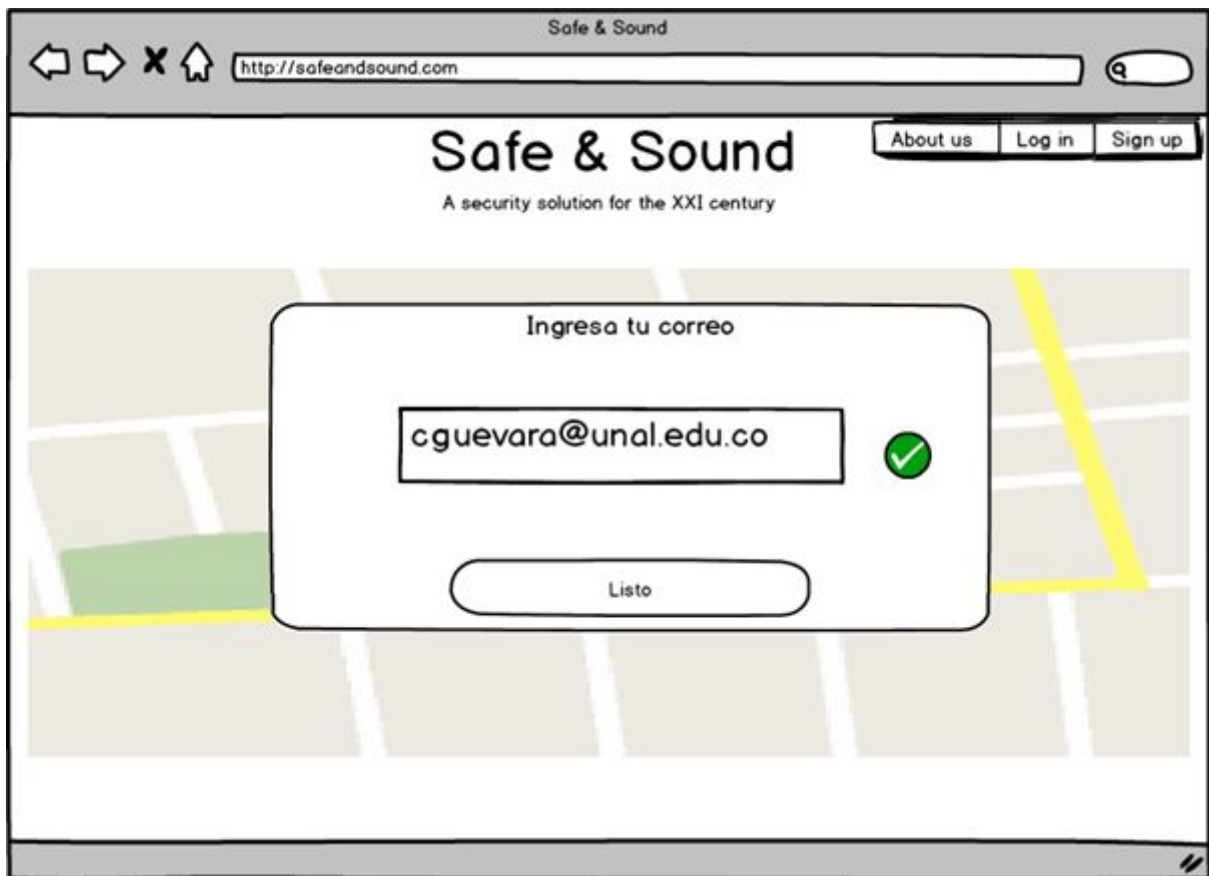 Safe & Sound
http://safeandsound.com
About us Log in Sign up
Safe & Sound
A security solution for the XXI century
Ingresa tu correo
cguevara@unal.edu.co
Listo